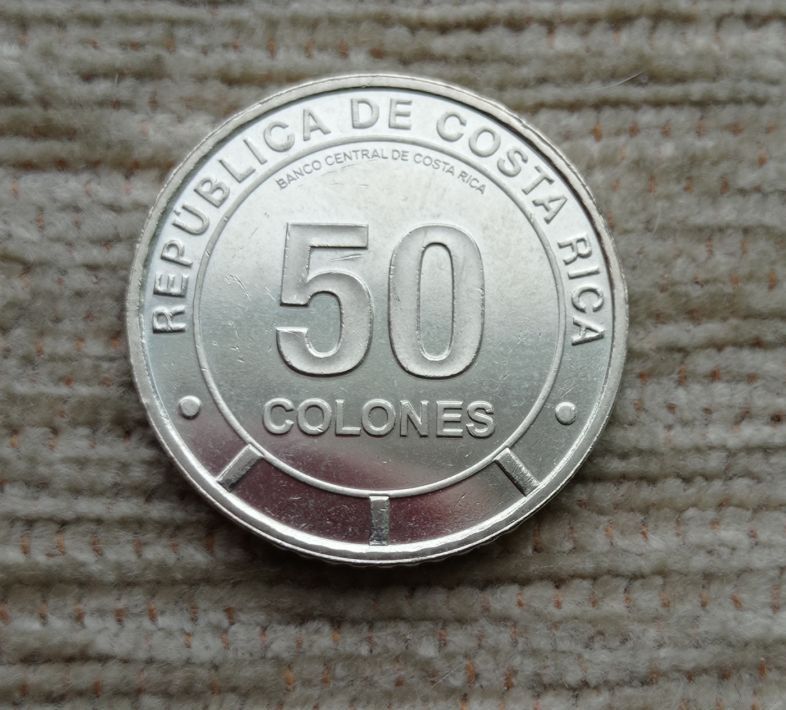 REPÚBLICA DE COSTA RICA
BANCO CENTRAL DE COSTA RICA
50
COLONES